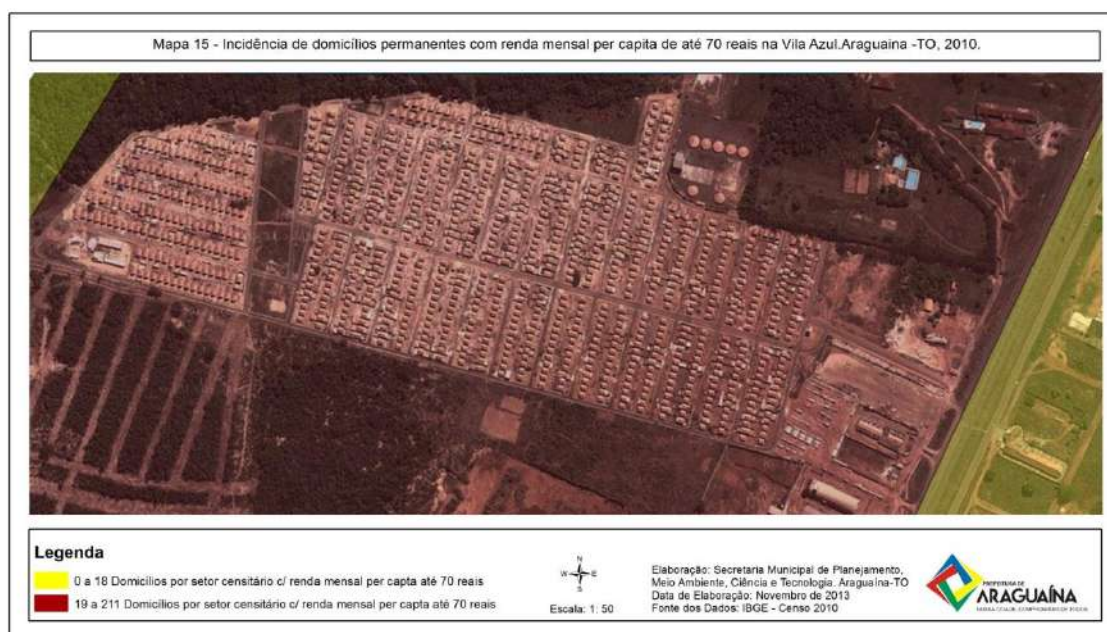 Mapa 15 - Incidência de domicílios permanentes com renda mensal per capita de até 70 reais na Vila Azul.Araguaina -TO, 2010.
Legenda
0 a 18 Domicílios por setor censitário c/ renda mensal per capta até 70 reais
19 a 211 Domicílios por setor censitário c/ renda mensal per capta até 70 reais
N
W E
S
Escala: 1: 50
Elaboração: Secretaria Municipal de Planejamento,
Meio Ambiente, Ciência e Tecnologia. Araguaína-TO
Data de Elaboração: Novembro de 2013
Fonte dos Dados: IBGE - Censo 2010
PREFEITURA DE
ARAGUAÍNA